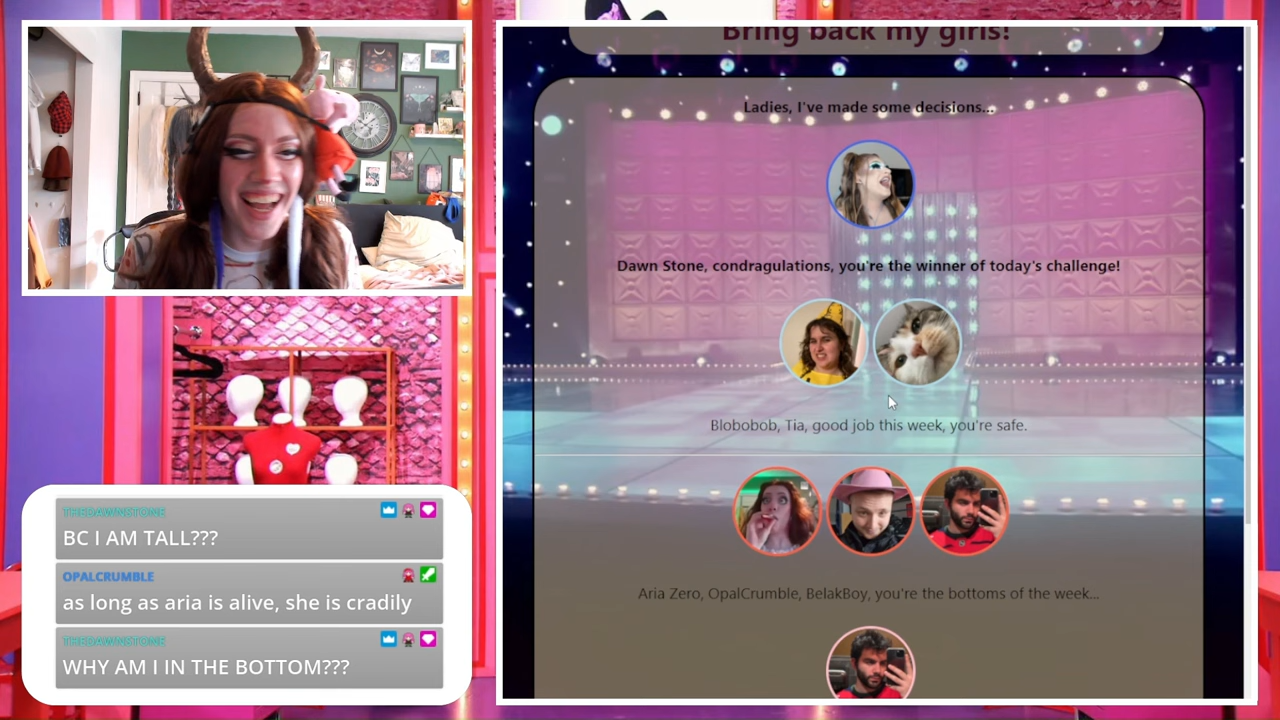 Bring back my girls!
Ladies, I've made some decisions...
Dawn Stone, condragulations, you're the winner of today's challenge!
Blobobob, Tia, good job this week, you're safe.
Aria Zero, OpalCrumble, BelakBoy, you're the bottoms of the week...
THEDAWNSTONE
BC I AM TALL???
OPALCRUMBLE
as long as aria is alive, she is cradily
THEDAWNSTONE
WHY AM I IN THE BOTTOM???